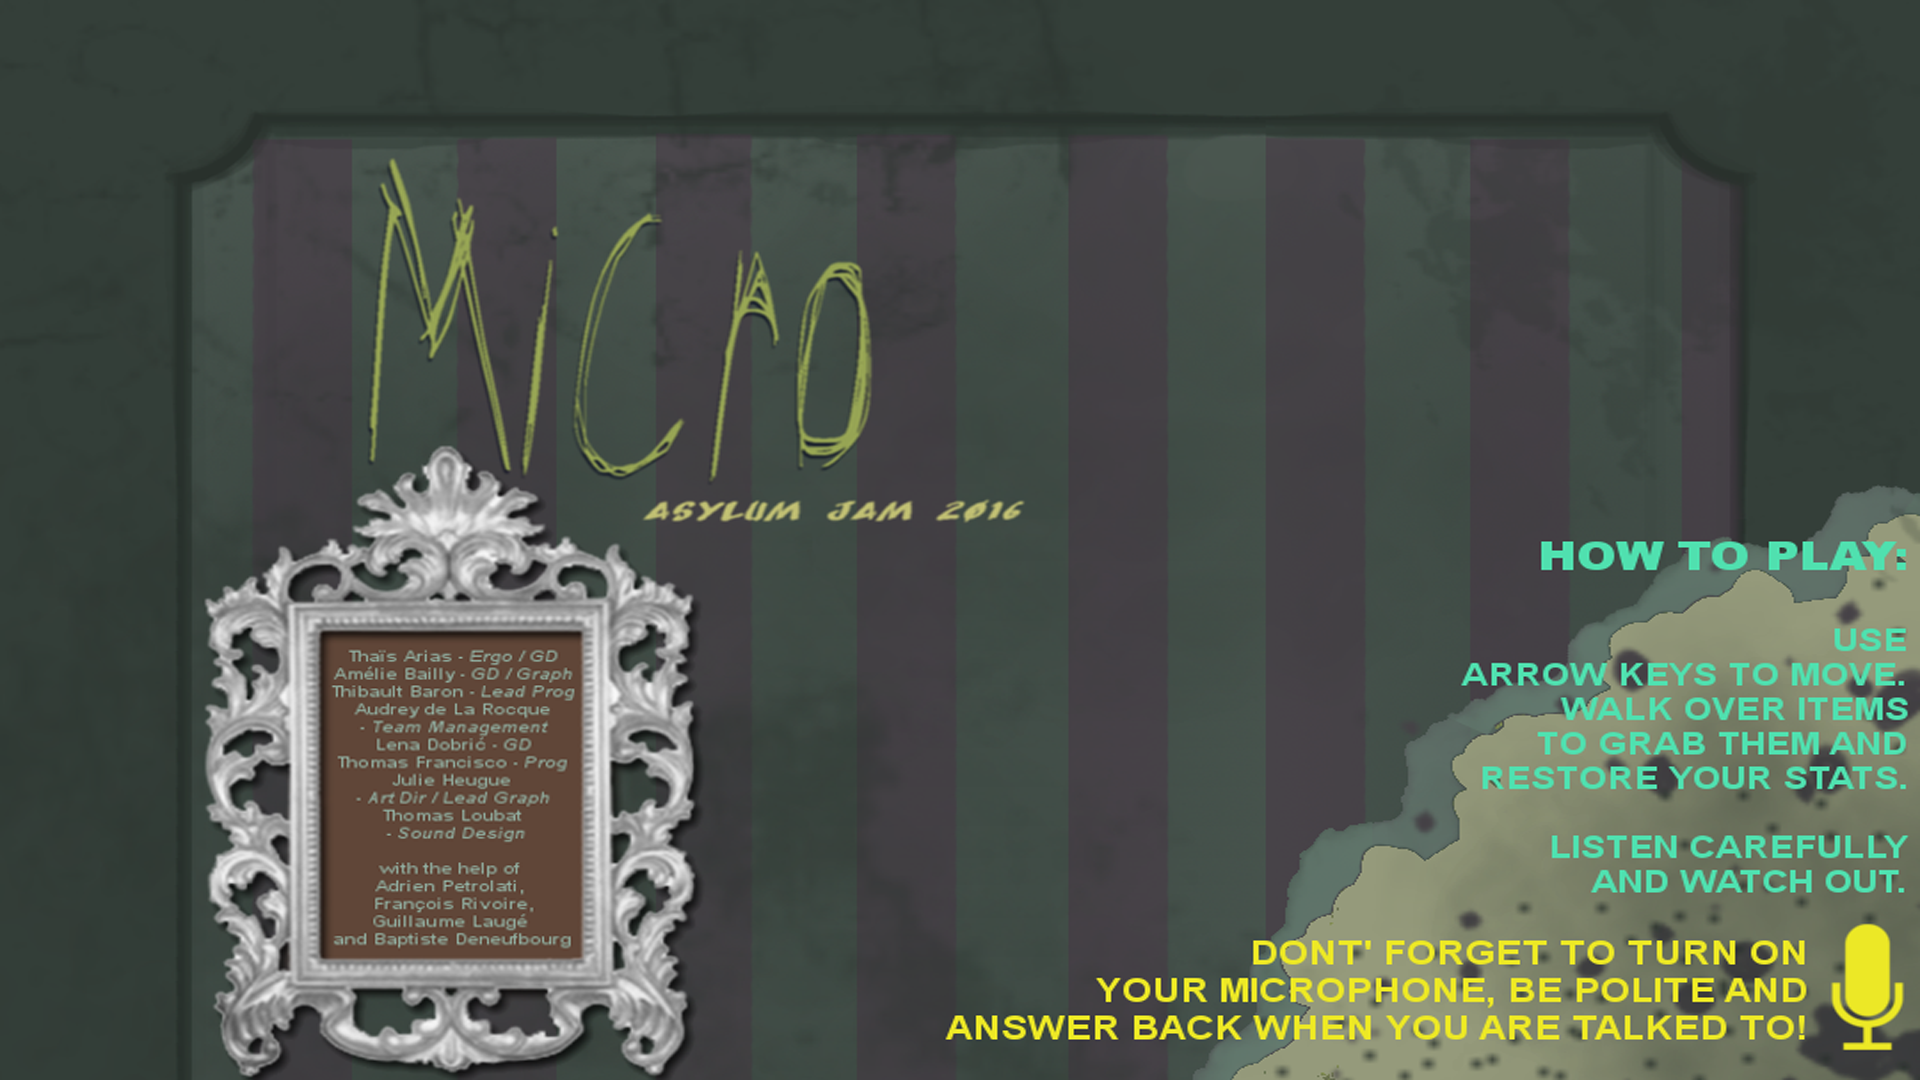 Micro
ASYLUM JAM 2016
Thaïs Arias - Ergo / GD
Amélie Bailly - GD / Graph
Thibault Baron - Lead Prog
Audrey de La Rocque
- Team Management
Lena Dobrić - GD
Thomas Francisco - Prog
Julie Heugue
- Art Dir / Lead Graph
Thomas Loubat
- Sound Design
with the help of
Adrien Petrolati,
François Rivoire,
Guillaume Laugé
and Baptiste Deneufbourg
HOW TO PLAY:
USE
ARROW KEYS TO MOVE.
WALK OVER ITEMS
TO GRAB THEM AND
RESTORE YOUR STATS.
LISTEN CAREFULLY
AND WATCH OUT.
DONT' FORGET TO TURN ON
YOUR MICROPHONE, BE POLITE AND
ANSWER BACK WHEN YOU ARE TALKED TO!